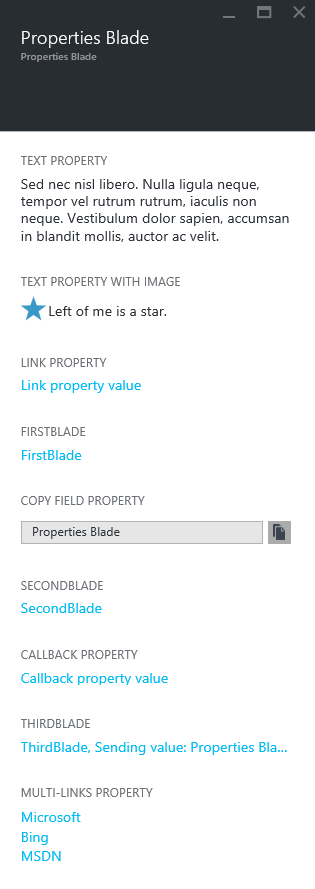 Properties Blade
Properties Blade
TEXT PROPERTY
Sed nec nisl libero. Nulla ligula neque,
tempor vel rutrum rutrum, iaculis non
neque. Vestibulum dolor sapien, accumsan
in blandit mollis, auctor ac velit.
TEXT PROPERTY WITH IMAGE
Left of me is a star.
LINK PROPERTY
Link property value
FIRSTBLADE
FirstBlade
COPY FIELD PROPERTY
Properties Blade
SECONDBLADE
SecondBlade
CALLBACK PROPERTY
Callback property value
THIRDBLADE
ThirdBlade, Sending value: Properties Bla...
MULTI-LINKS PROPERTY
Microsoft
Bing
MSDN